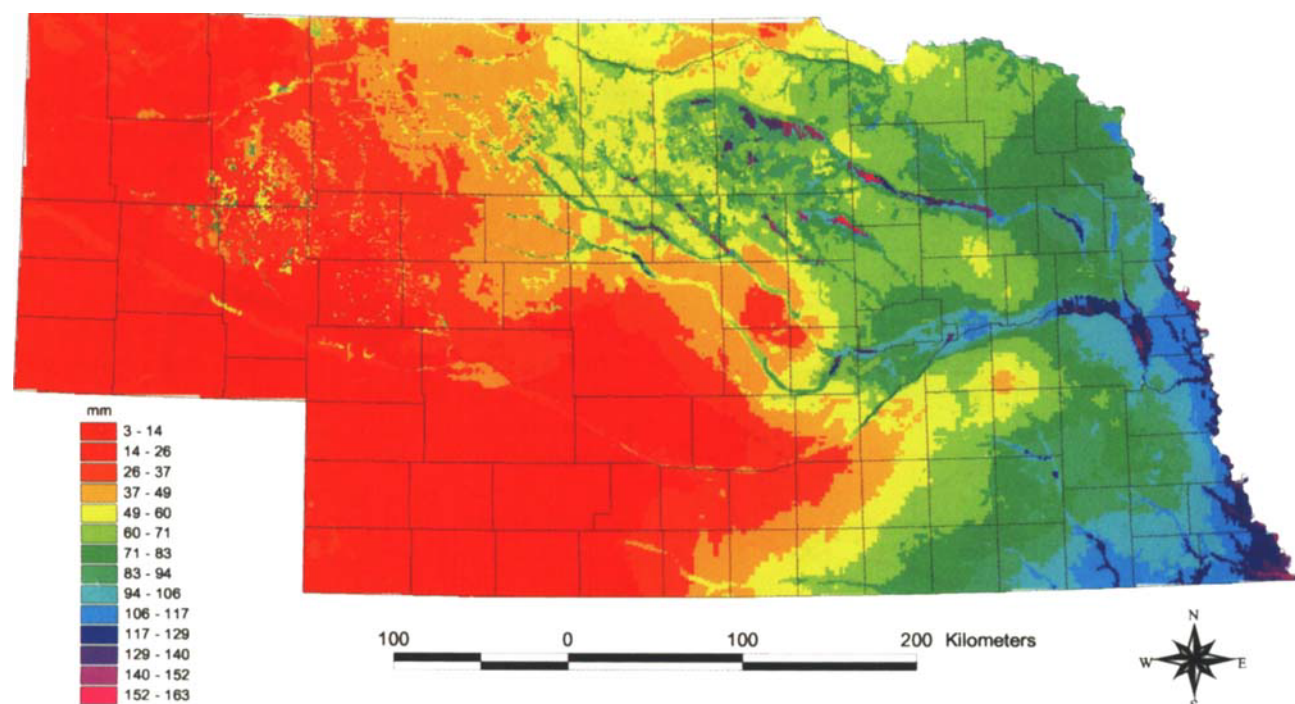 mm
3 - 14
14 - 26
26 - 37
37 - 49
49 - 60
60 - 71
71 - 83
83 - 94
94 - 106
106 - 117
117 - 129
129 - 140
140 - 152
152 - 163
100 0 100 200 Kilometers
N
W E
S